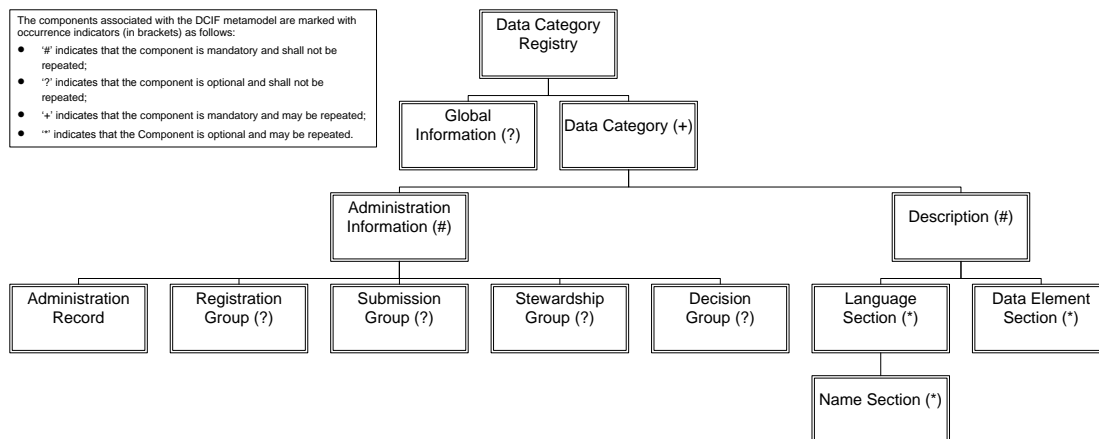 The components associated with the DCIF metamodel are marked with
occurrence indicators (in brackets) as follows:
● '#' indicates that the component is mandatory and shall not be
repeated;
● '?' indicates that the component is optional and shall not be
repeated;
● '+' indicates that the component is mandatory and may be repeated;
● '*' indicates that the Component is optional and may be repeated.
Data Category
Registry
Global
Information (?)
Data Category (+)
Administration
Information (#)
Description (#)
Administration
Record
Registration
Group (?)
Submission
Group (?)
Stewardship
Group (?)
Decision
Group (?)
Language
Section (*)
Data Element
Section (*)
Name Section (*)